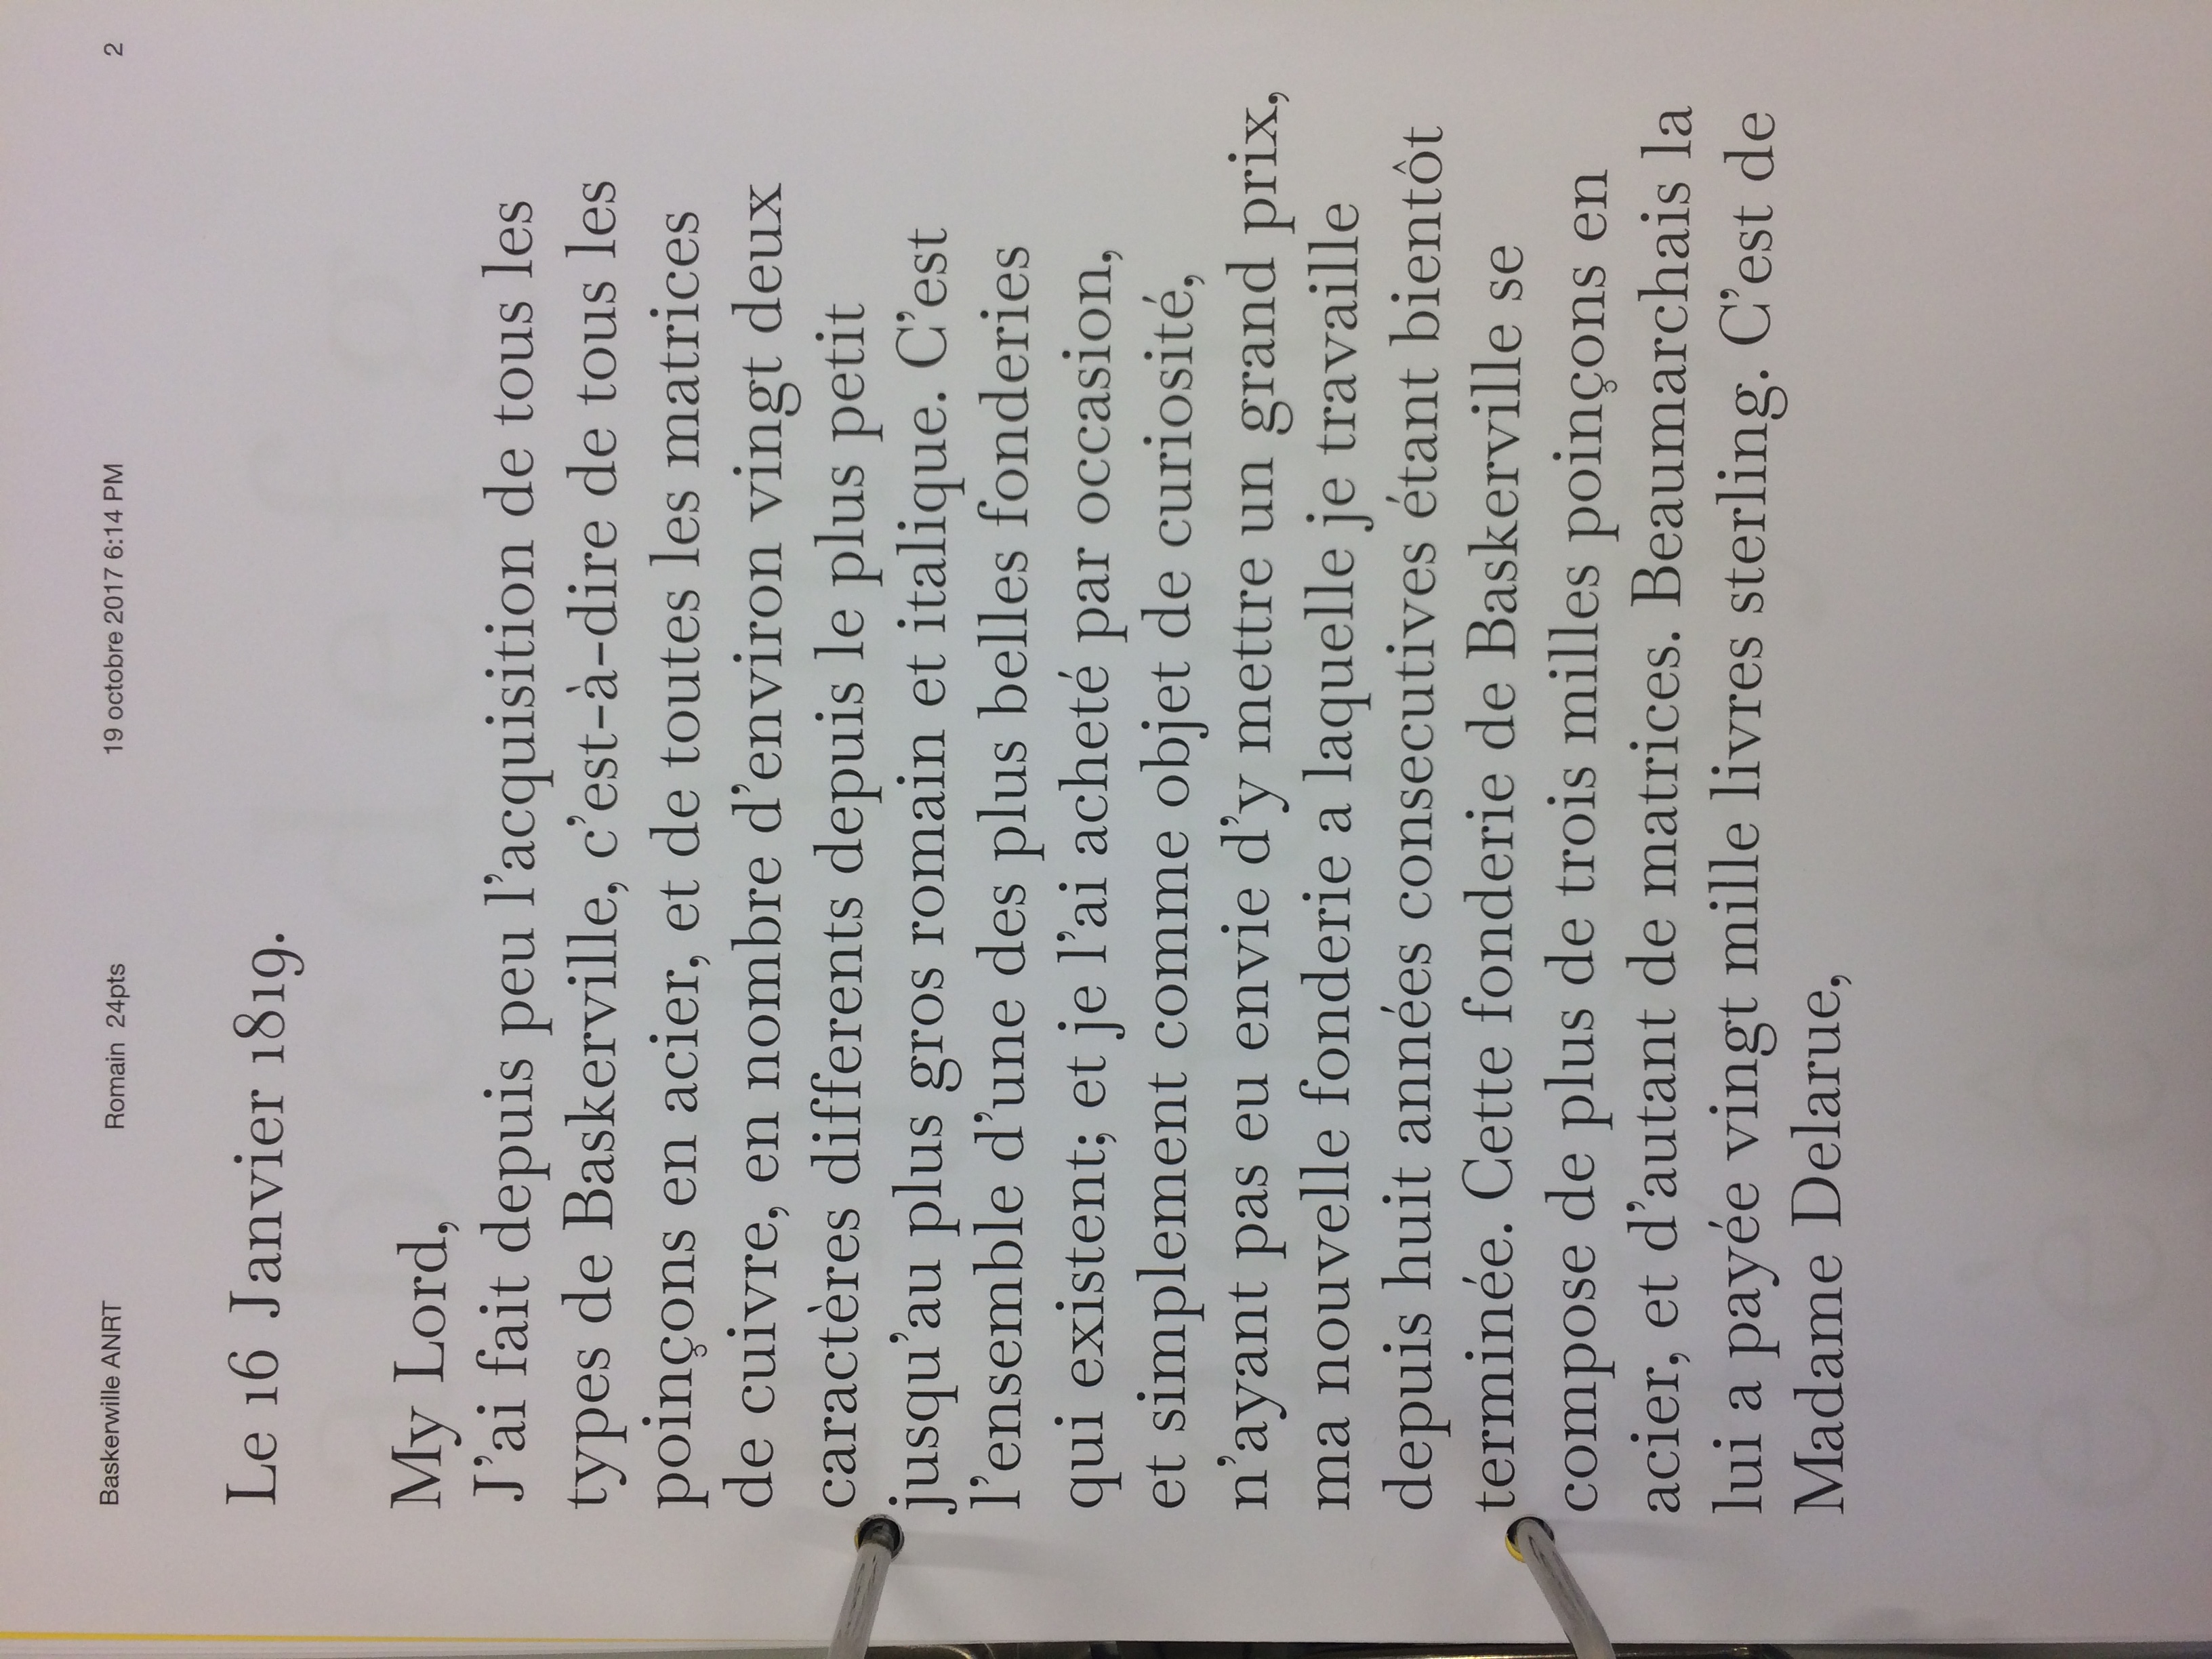 Baskerwille ANRT Romain 24pts 19 octobre 2017 6:14 PM 2
Le 16 Janvier 1819.
My Lord,
J’ai fait depuis peu l’acquisition de tous les
types de Baskerville, c’est-à-dire de tous les
poinçons en acier, et de toutes les matrices
de cuivre, en nombre d’environ vingt deux
caractères differents depuis le plus petit
jusqu’au plus gros romain et italique. C’est
l’ensemble d’une des plus belles fonderies
qui existent; et je l’ai acheté par occasion,
et simplement comme objet de curiosité,
n’ayant pas eu envie d’y mettre un grand prix,
ma nouvelle fonderie a laquelle je travaille
depuis huit années consecutives étant bientôt
terminée. Cette fonderie de Baskerville se
compose de plus de trois milles poinçons en
acier, et d’autant de matrices. Beaumarchais la
lui a payée vingt mille livres sterling. C’est de
Madame Delarue,